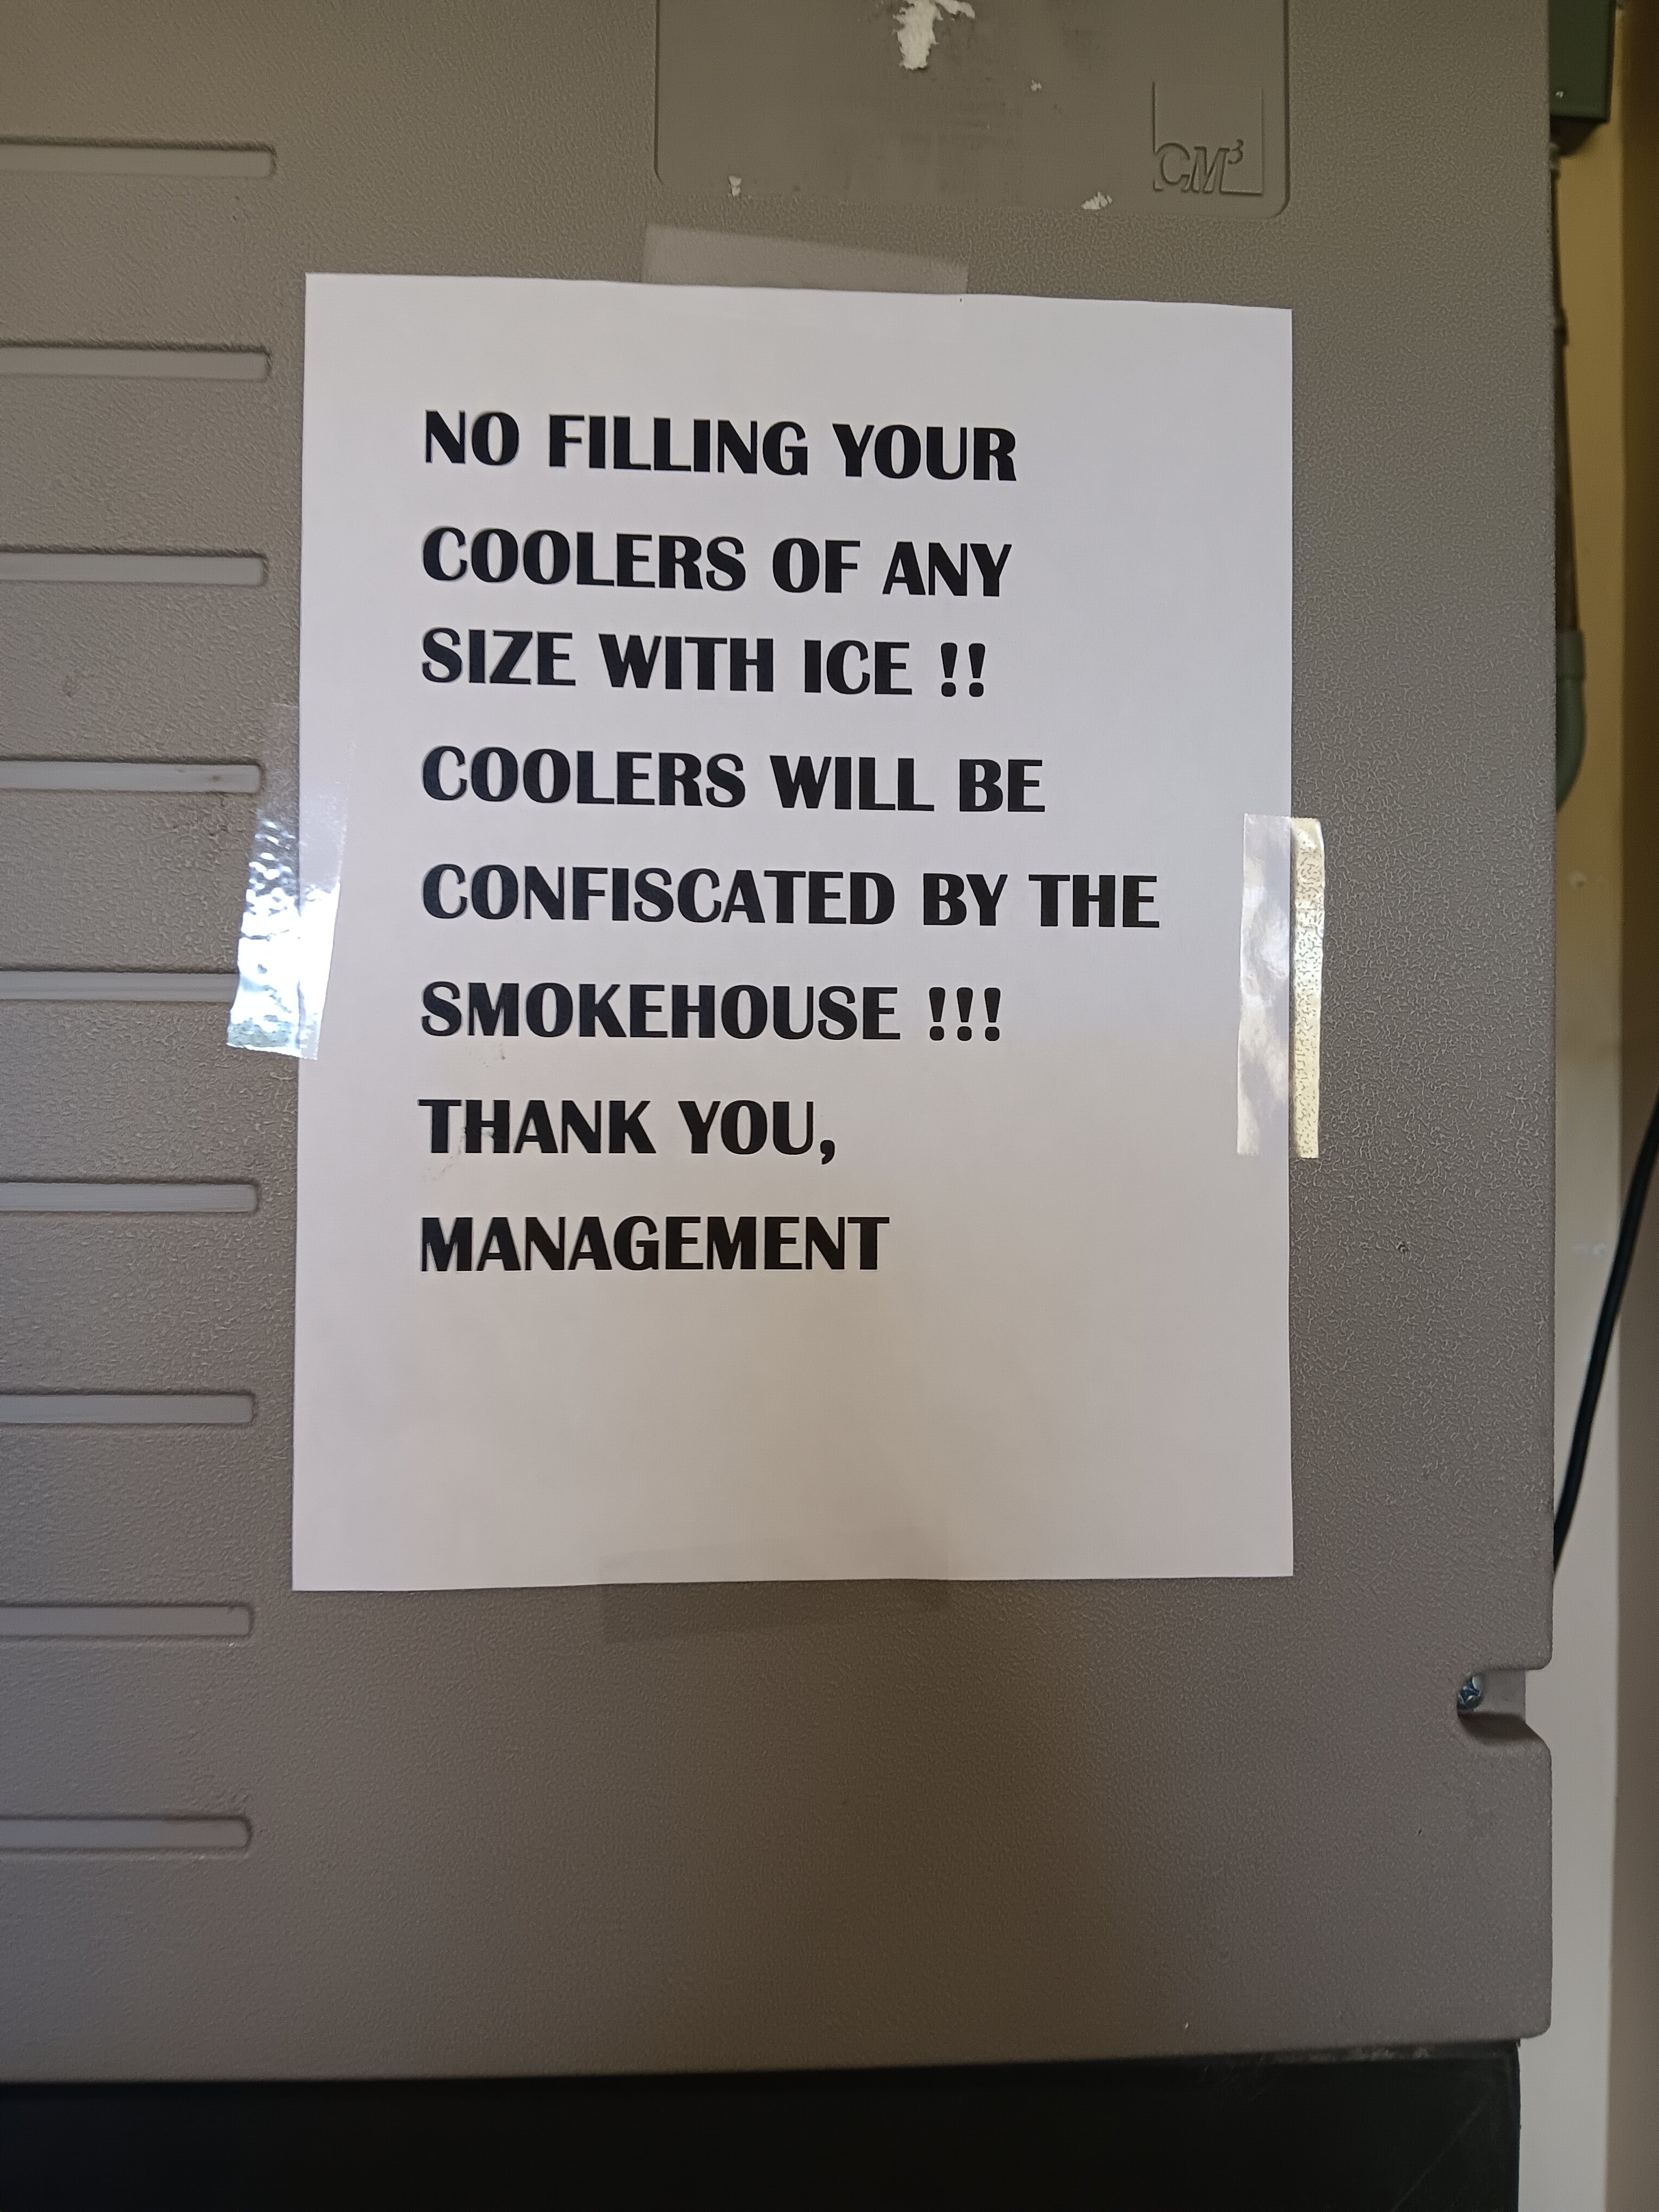 CM³
NO FILLING YOUR
COOLERS OF ANY
SIZE WITH ICE !!
COOLERS WILL BE
CONFISCATED BY THE
SMOKEHOUSE !!!
THANK YOU,
MANAGEMENT